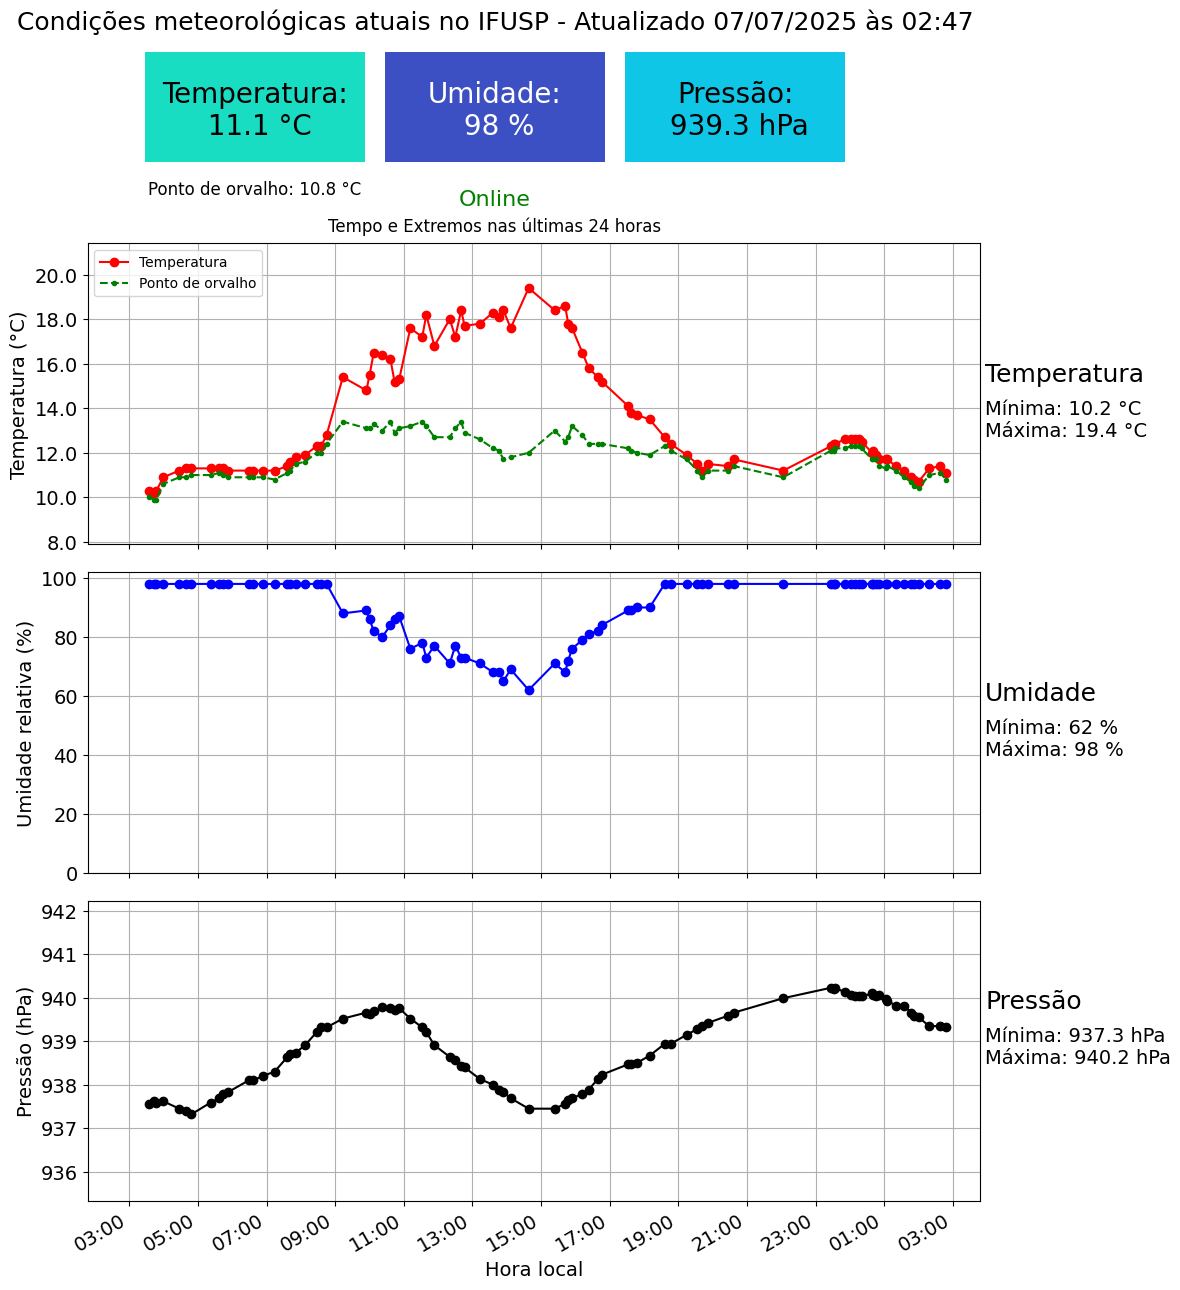 Condições meteorológicas atuais no IFUSP - Atualizado 07/07/2025 às 02:47
Temperatura:
11.1 °C
Umidade:
98 %
Pressão:
939.3 hPa
Ponto de orvalho: 10.8 °C
Online
Tempo e Extremos nas últimas 24 horas
Temperatura
Ponto de orvalho
Temperatura (°C)
20.0
18.0
16.0
14.0
12.0
10.0
8.0
Temperatura
Mínima: 10.2 °C
Máxima: 19.4 °C
Umidade relativa (%)
100
80
60
40
20
0
Umidade
Mínima: 62 %
Máxima: 98 %
Pressão (hPa)
942
941
940
939
938
937
936
Pressão
Mínima: 937.3 hPa
Máxima: 940.2 hPa
03:00 05:00 07:00 09:00 11:00 13:00 15:00 17:00 19:00 21:00 23:00 01:00 03:00
Hora local